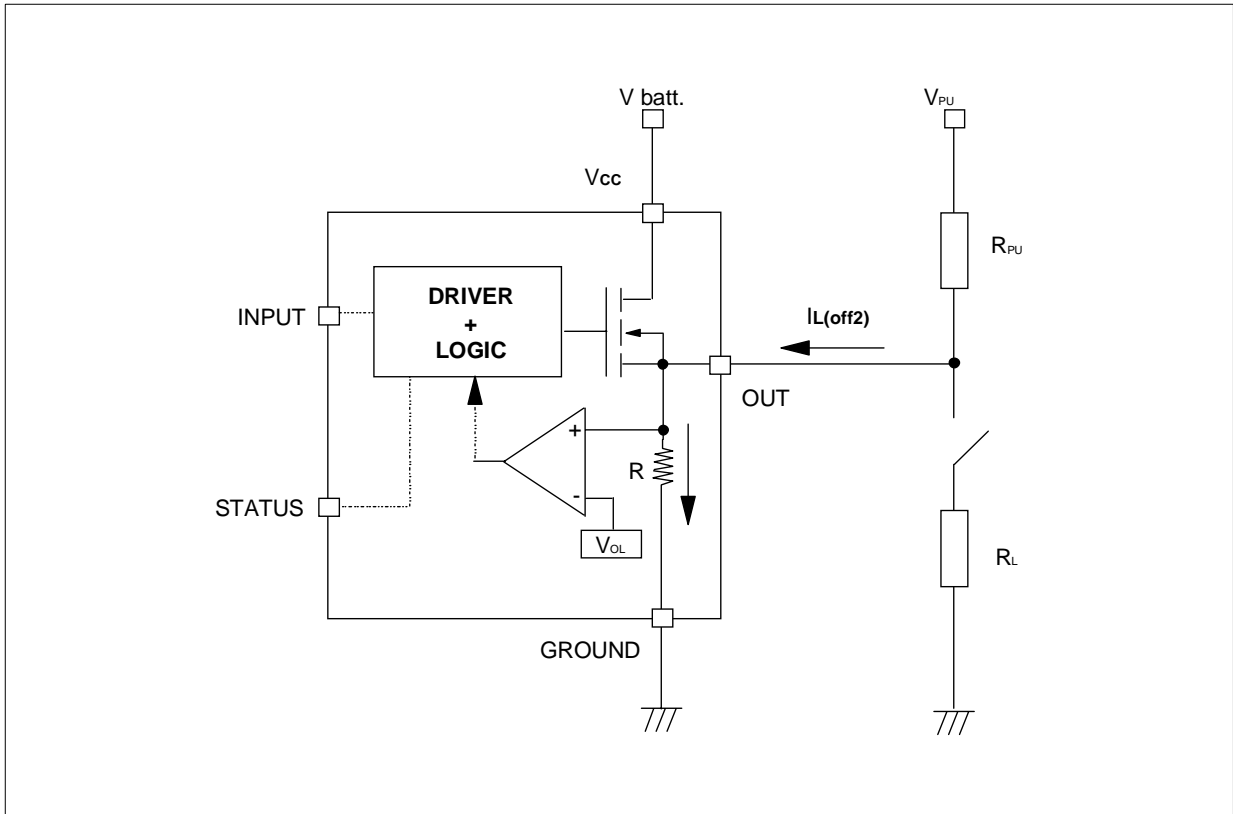 V batt.
VPU
Vcc
RPU
DRIVER
+
LOGIC
INPUT
IL(off2)
OUT
+
R
-
STATUS
VOL
RL
GROUND